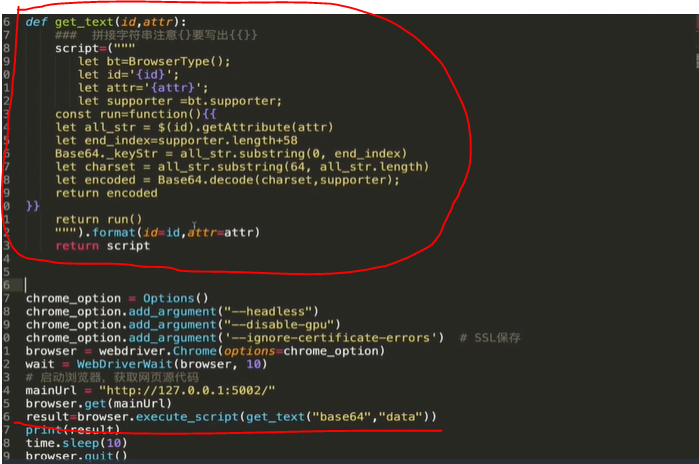 6 def get_text(id,attr):
7 ### 拼接字符串注意{}要写出{{}}
8 script=("""
9 let bt=BrowserType();
0 let id='{id}';
1 let attr='{attr}';
2 let supporter =bt.supporter;
3 const run=function(){{
4 let all_str = $(id).getAttribute(attr)
5 let end_index=supporter.length+58
6 Base64._keyStr = all_str.substring(0, end_index)
7 let charset = all_str.substring(64, all_str.length)
8 let encoded = Base64.decode(charset,supporter);
9 return encoded
0 }}
1 return run()
2 """).format(id=id,attr=attr)
3 return script
4
5
6
7 chrome_option = Options()
8 chrome_option.add_argument("--headless")
9 chrome_option.add_argument("--disable-gpu")
0 chrome_option.add_argument('--ignore-certificate-errors') # SSL保存
1 browser = webdriver.Chrome(options=chrome_option)
2 wait = WebDriverWait(browser, 10)
3 # 启动浏览器, 获取网页源代码
4 mainUrl = "http://127.0.0.1:5002/"
5 browser.get(mainUrl)
6 result=browser.execute_script(get_text("base64","data"))
7 print(result)
8 time.sleep(10)
9 browser.quit()